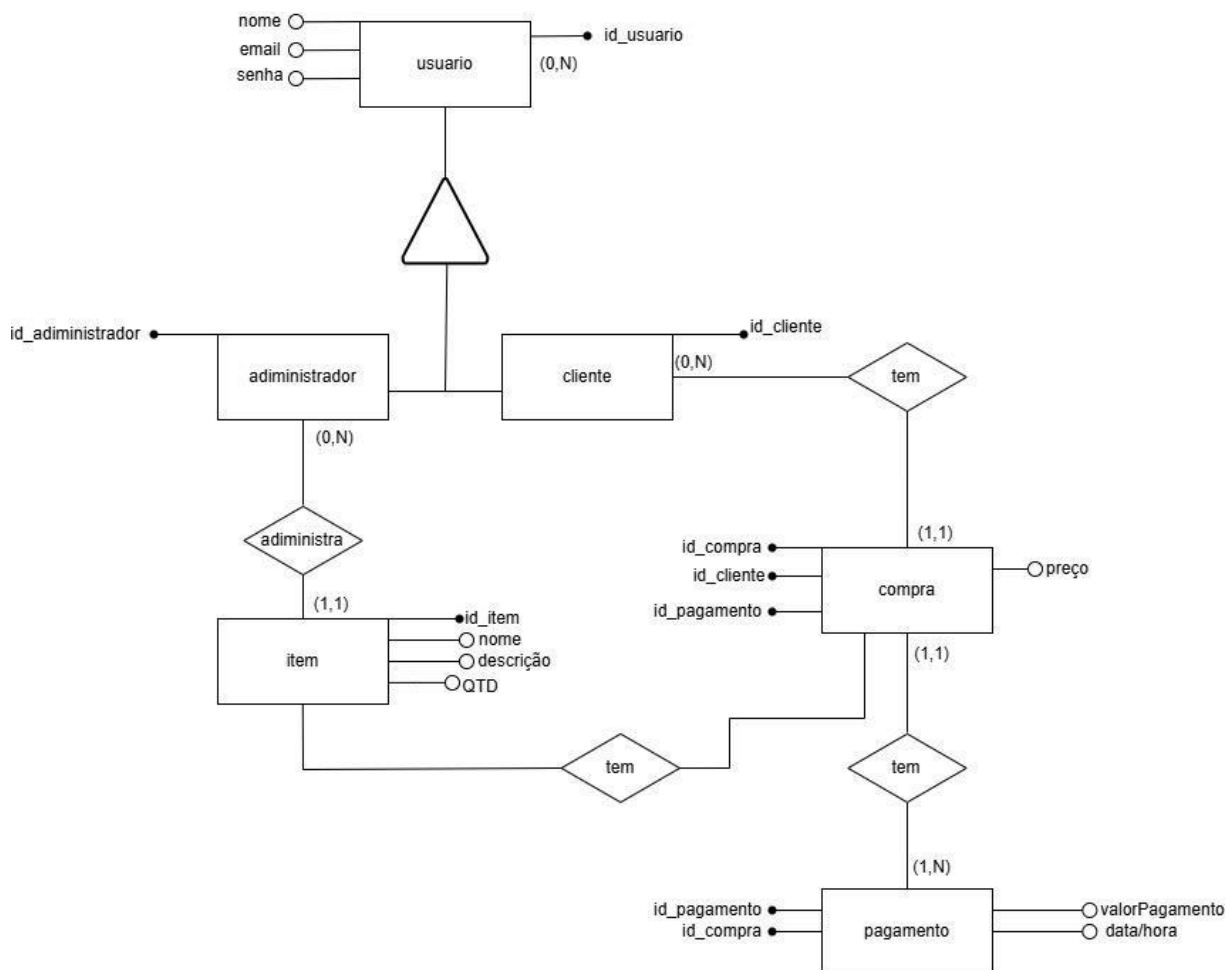 nome
id_usuario
email
usuario
(0,N)
senha
id_adiministrador
id_cliente
adiministrador
cliente
(0,N)
tem
(0,N)
adiministra
(1,1)
id_compra
preço
id_cliente
compra
id_pagamento
(1,1)
id_item
nome
item
descrição
QTD
(1,1)
tem
tem
(1,N)
id_pagamento
valorPagamento
id_compra
pagamento
data/hora